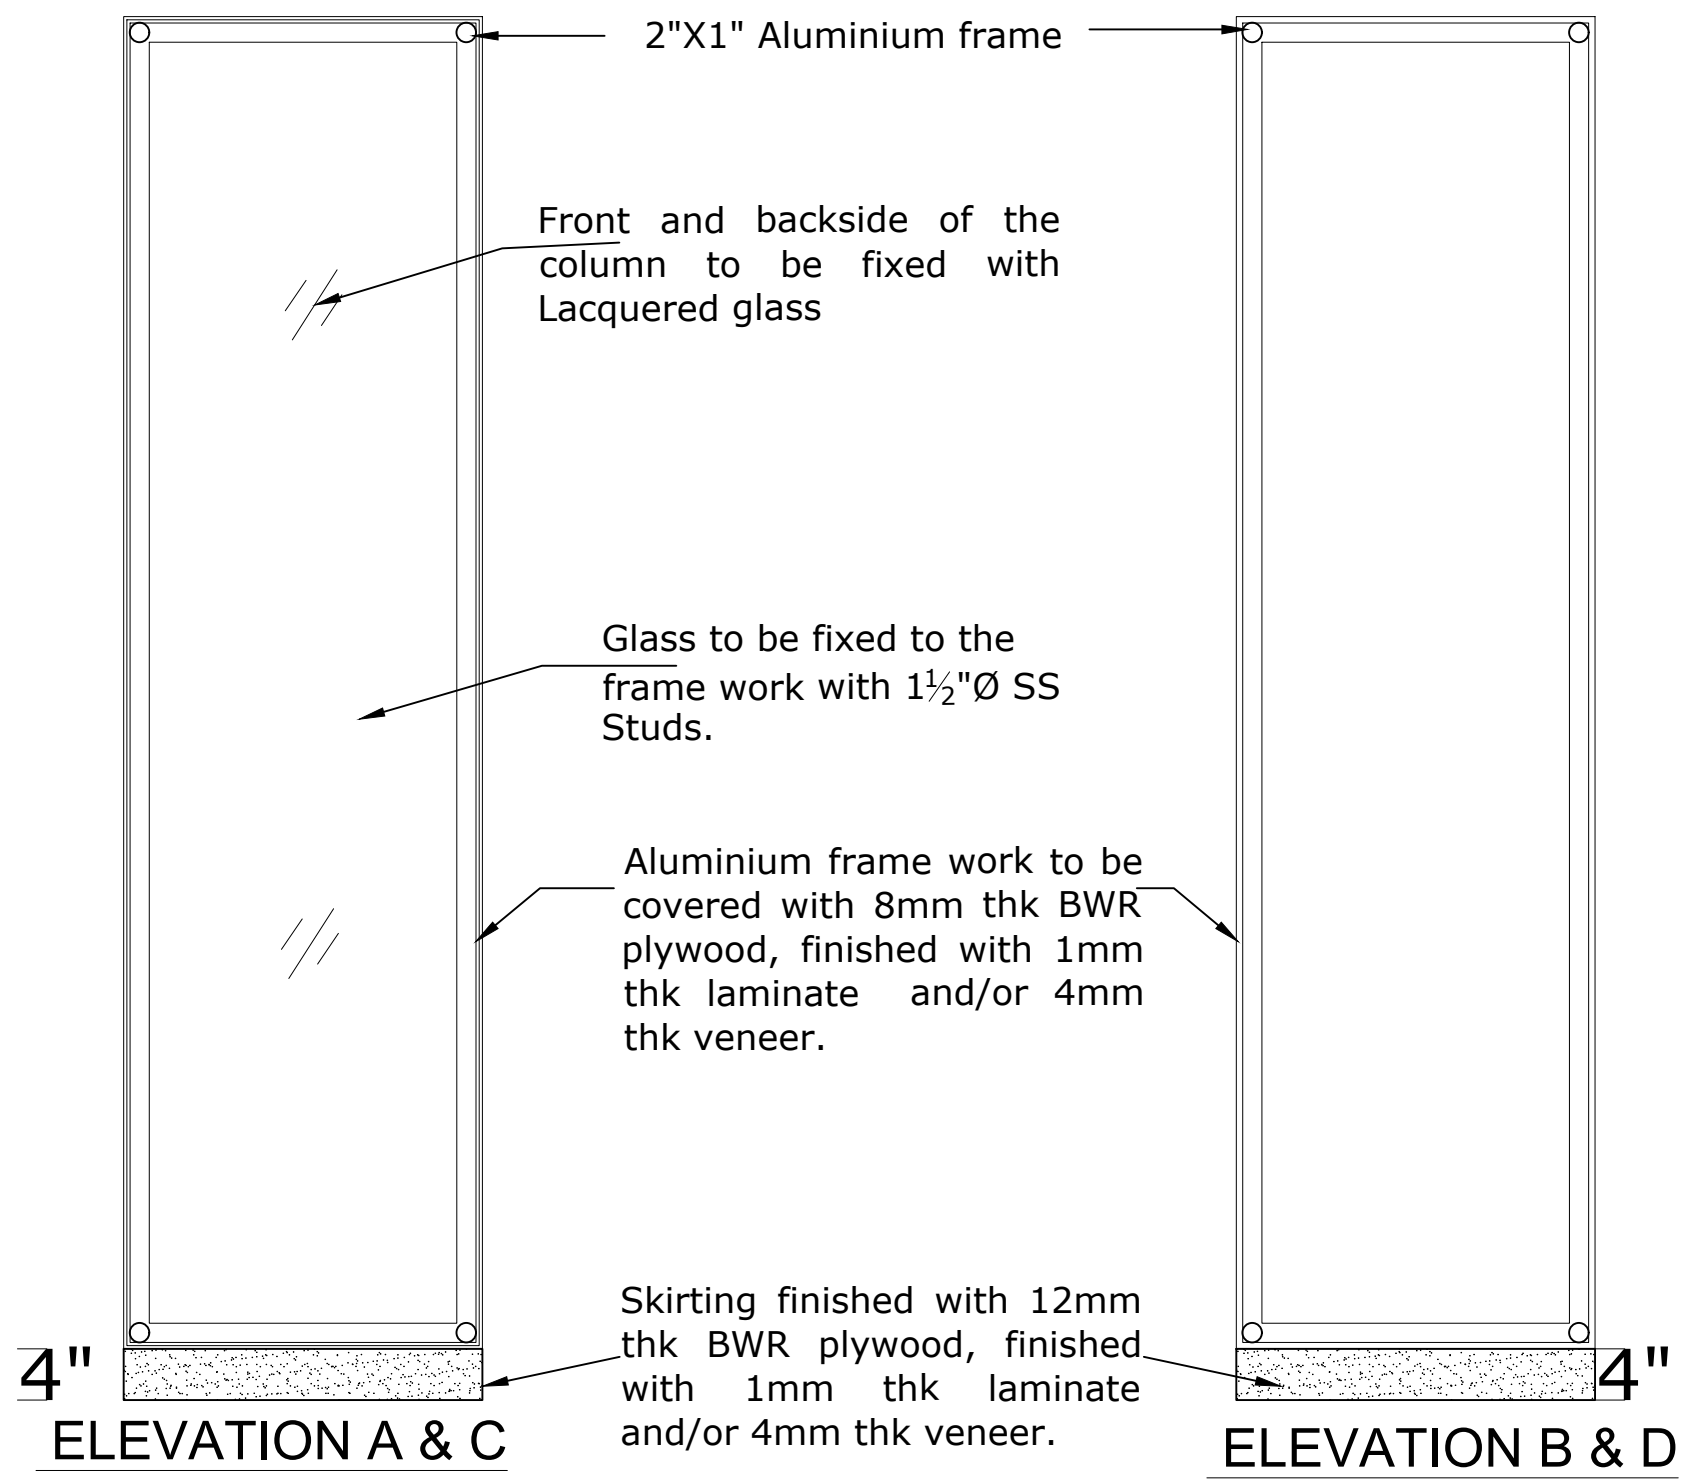 2"X1" Aluminium frame
Front and backside of the
column to be fixed with
Lacquered glass
Glass to be fixed to the
frame work with 1½"Ø SS
Studs.
Aluminium frame work to be
covered with 8mm thk BWR
plywood, finished with 1mm
thk laminate and/or 4mm
thk veneer.
Skirting finished with 12mm
thk BWR plywood, finished
with 1mm thk laminate
and/or 4mm thk veneer.
4"
4"
ELEVATION A & C
ELEVATION B & D